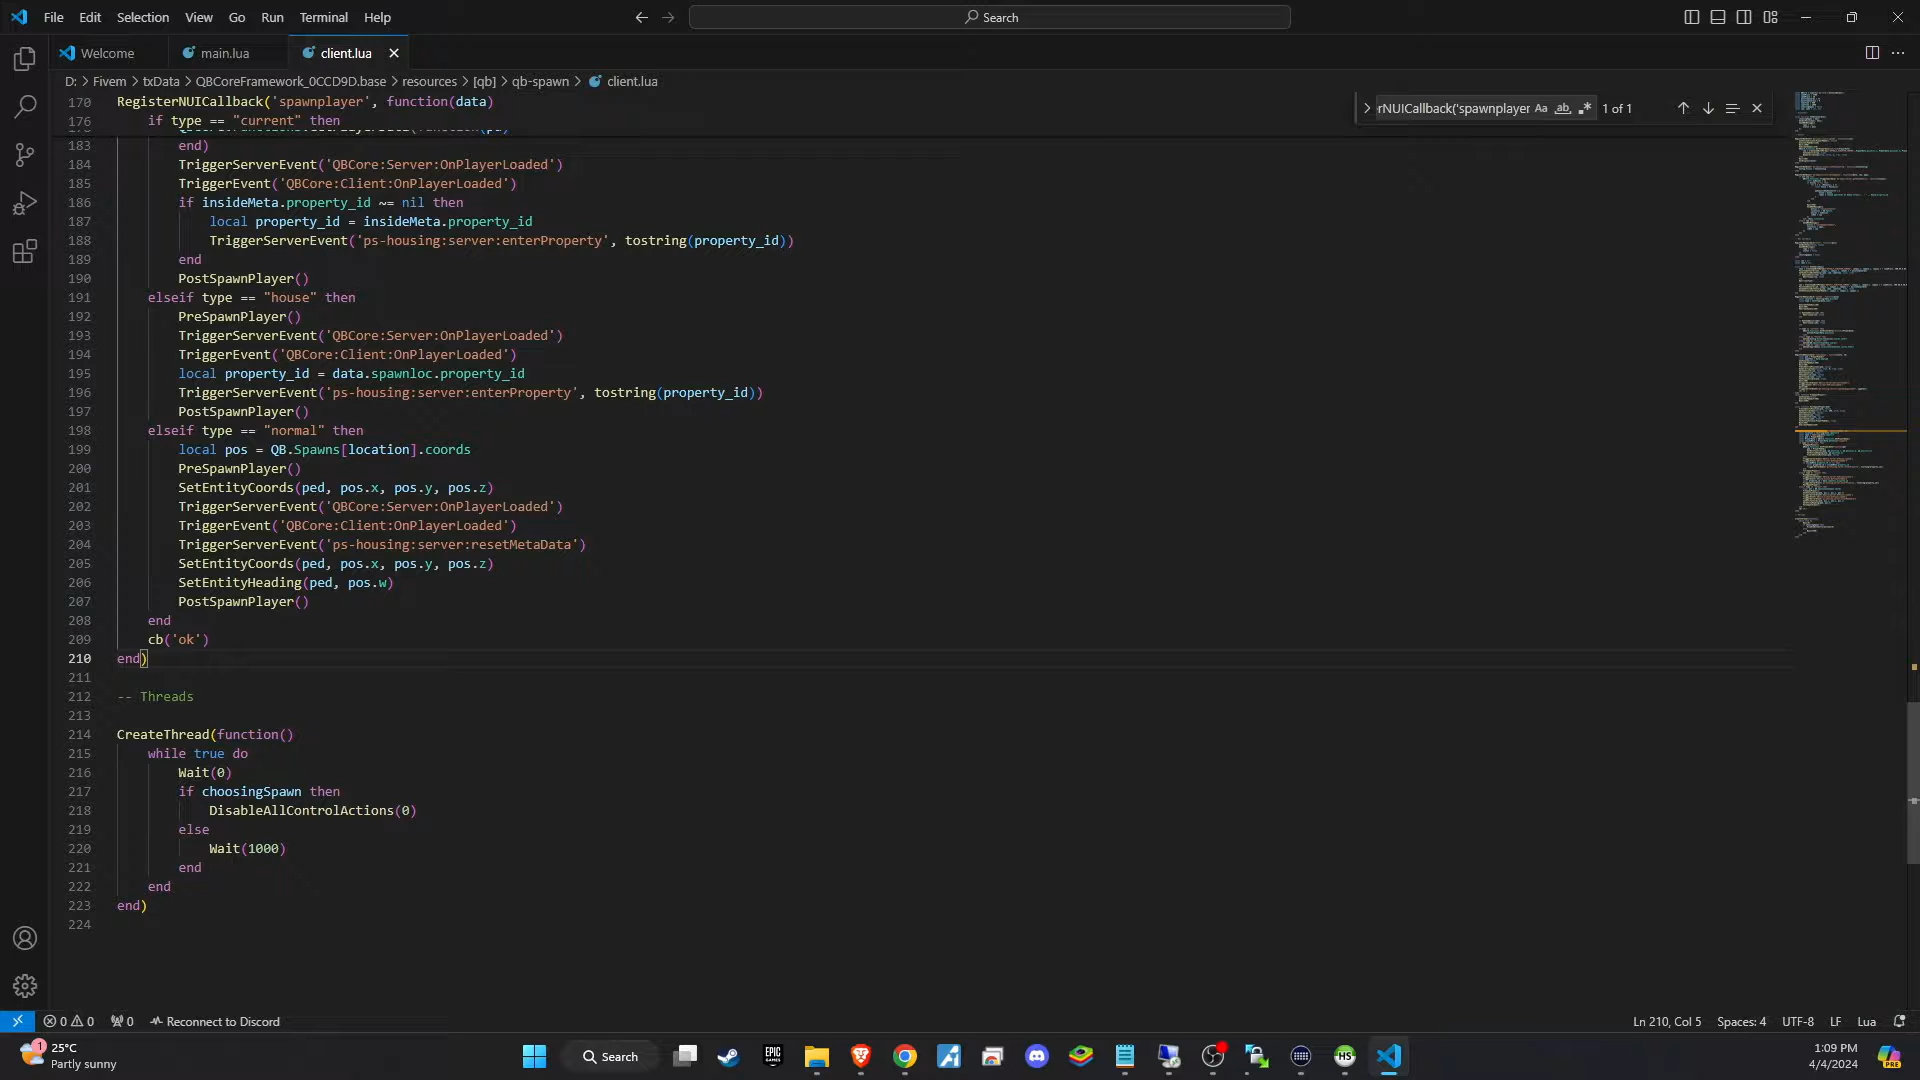 File Edit Selection View Go Run Terminal Help
Search
Welcome
main.lua
client.lua
D: > Fivem > txData > QBCoreFramework_0CCD9D.base > resources > [qb] > qb-spawn > client.lua
170 RegisterNUICallback('spawnplayer', function(data)
176 if type == "current" then
rNUICallback('spawnplayer Aa ab 1 of 1
183 end)
184 TriggerServerEvent('QBCore:Server:OnPlayerLoaded')
185 TriggerEvent('QBCore:Client:OnPlayerLoaded')
186 if insideMeta.property_id ~= nil then
187 local property_id = insideMeta.property_id
188 TriggerServerEvent('ps-housing:server:enterProperty', tostring(property_id))
189 end
190 PostSpawnPlayer()
191 elseif type == "house" then
192 PreSpawnPlayer()
193 TriggerServerEvent('QBCore:Server:OnPlayerLoaded')
194 TriggerEvent('QBCore:Client:OnPlayerLoaded')
195 local property_id = data.spawnloc.property_id
196 TriggerServerEvent('ps-housing:server:enterProperty', tostring(property_id))
197 PostSpawnPlayer()
198 elseif type == "normal" then
199 local pos = QB.Spawns[location].coords
200 PreSpawnPlayer()
201 SetEntityCoords(ped, pos.x, pos.y, pos.z)
202 TriggerServerEvent('QBCore:Server:OnPlayerLoaded')
203 TriggerEvent('QBCore:Client:OnPlayerLoaded')
204 TriggerServerEvent('ps-housing:server:resetMetaData')
205 SetEntityCoords(ped, pos.x, pos.y, pos.z)
206 SetEntityHeading(ped, pos.w)
207 PostSpawnPlayer()
208 end
209 cb('ok')
210 end)
211
212 -- Threads
213
214 CreateThread(function()
215 while true do
216 Wait(0)
217 if choosingSpawn then
218 DisableAllControlActions(0)
219 else
220 Wait(1000)
221 end
222 end
223 end)
224
0 0 0 Reconnect to Discord
Ln 210, Col 5 Spaces: 4 UTF-8 LF Lua
1
25°C
Partly sunny
Search
EPIC GAMES
HS
1:09 PM
4/4/2024
PRE